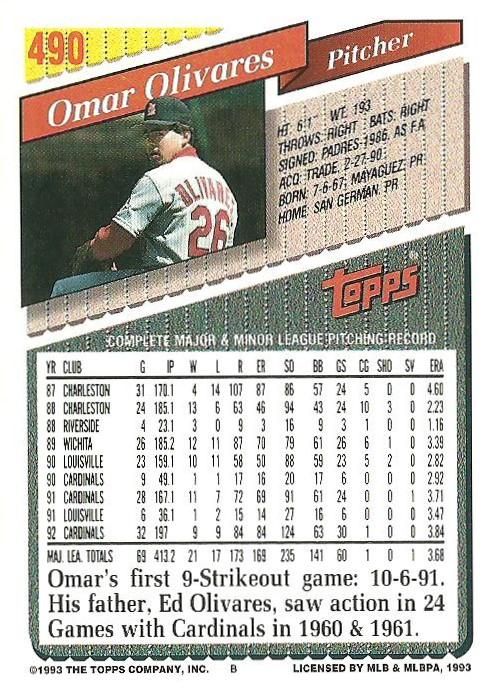 490
Omar Olivares
Pitcher
HT: 6'1" WT: 193
THROWS: RIGHT BATS: RIGHT
SIGNED: PADRES 1986, AS F.A.
ACQ: TRADE, 2-27-90
BORN: 7-6-67, MAYAGUEZ, PR
HOME: SAN GERMAN, PR
OLIVARES
26
TOPPS
COMPLETE MAJOR & MINOR LEAGUE PITCHING RECORD
YR CLUB G IP W L R ER SO BB GS CG SHO SV ERA
87 CHARLESTON 31 170.1 4 14 107 87 86 57 24 5 0 0 4.60
88 CHARLESTON 24 185.1 13 6 63 46 94 43 24 10 3 0 2.23
88 RIVERSIDE 4 23.1 3 0 9 3 16 9 3 1 0 0 1.16
89 WICHITA 26 185.2 12 11 87 70 79 61 26 6 1 0 3.39
90 LOUISVILLE 23 159.1 10 11 58 50 88 59 23 5 2 0 2.82
90 CARDINALS 9 49.1 1 1 17 16 20 17 6 0 0 0 2.92
91 CARDINALS 28 167.1 11 7 72 69 91 61 24 0 0 1 3.71
91 LOUISVILLE 6 36.1 1 2 15 14 27 16 6 0 0 0 3.47
92 CARDINALS 32 197 9 9 84 84 124 63 30 1 0 0 3.84
MAJ. LEA. TOTALS 69 413.2 21 17 173 169 235 141 60 1 0 1 3.68
Omar's first 9-Strikeout game: 10-6-91.
His father, Ed Olivares, saw action in 24
Games with Cardinals in 1960 & 1961.
©1993 THE TOPPS COMPANY, INC. B LICENSED BY MLB & MLBPA, 1993